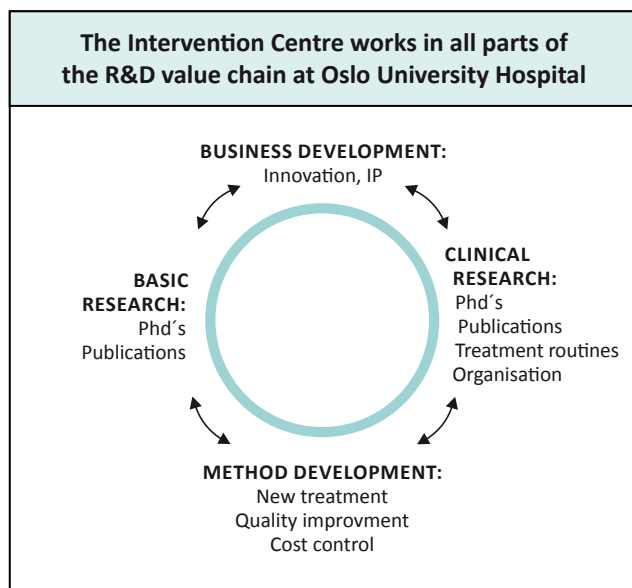 The Intervention Centre works in all parts of
the R&D value chain at Oslo University Hospital
BUSINESS DEVELOPMENT:
Innovation, IP
BASIC
RESEARCH:
Phd´s
Publications
CLINICAL
RESEARCH:
Phd´s
Publications
Treatment routines
Organisation
METHOD DEVELOPMENT:
New treatment
Quality improvment
Cost control